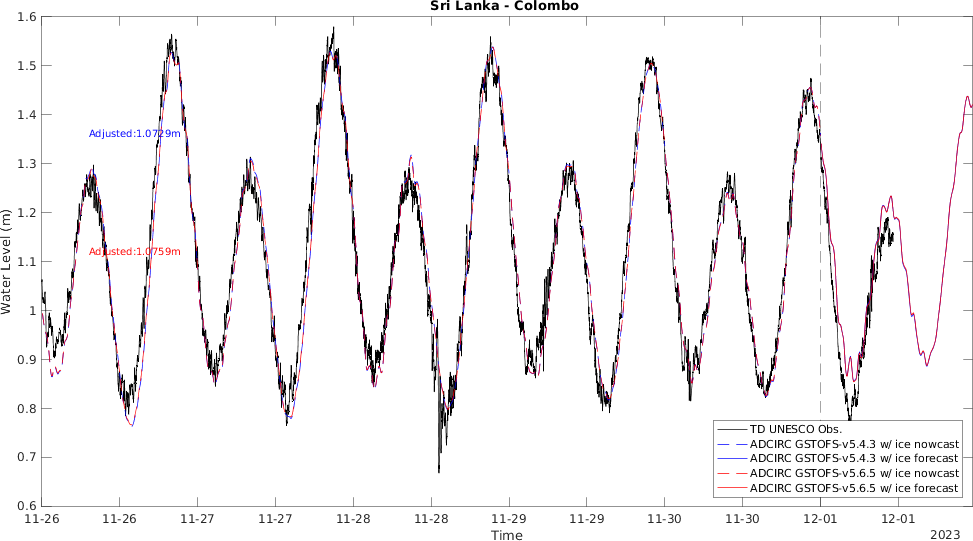 Sri Lanka - Colombo
1.6
1.5
1.4
1.3
1.2
1.1
1
0.9
0.8
0.7
0.6
Water Level (m)
Adjusted:1.0729m
Adjusted:1.0759m
TD UNESCO Obs.
ADCIRC GSTOFS-v5.4.3 w/ ice nowcast
ADCIRC GSTOFS-v5.4.3 w/ ice forecast
ADCIRC GSTOFS-v5.6.5 w/ ice nowcast
ADCIRC GSTOFS-v5.6.5 w/ ice forecast
11-26 11-26 11-27 11-27 11-28 11-28 11-29 11-29 11-30 11-30 12-01 12-01
Time
2023